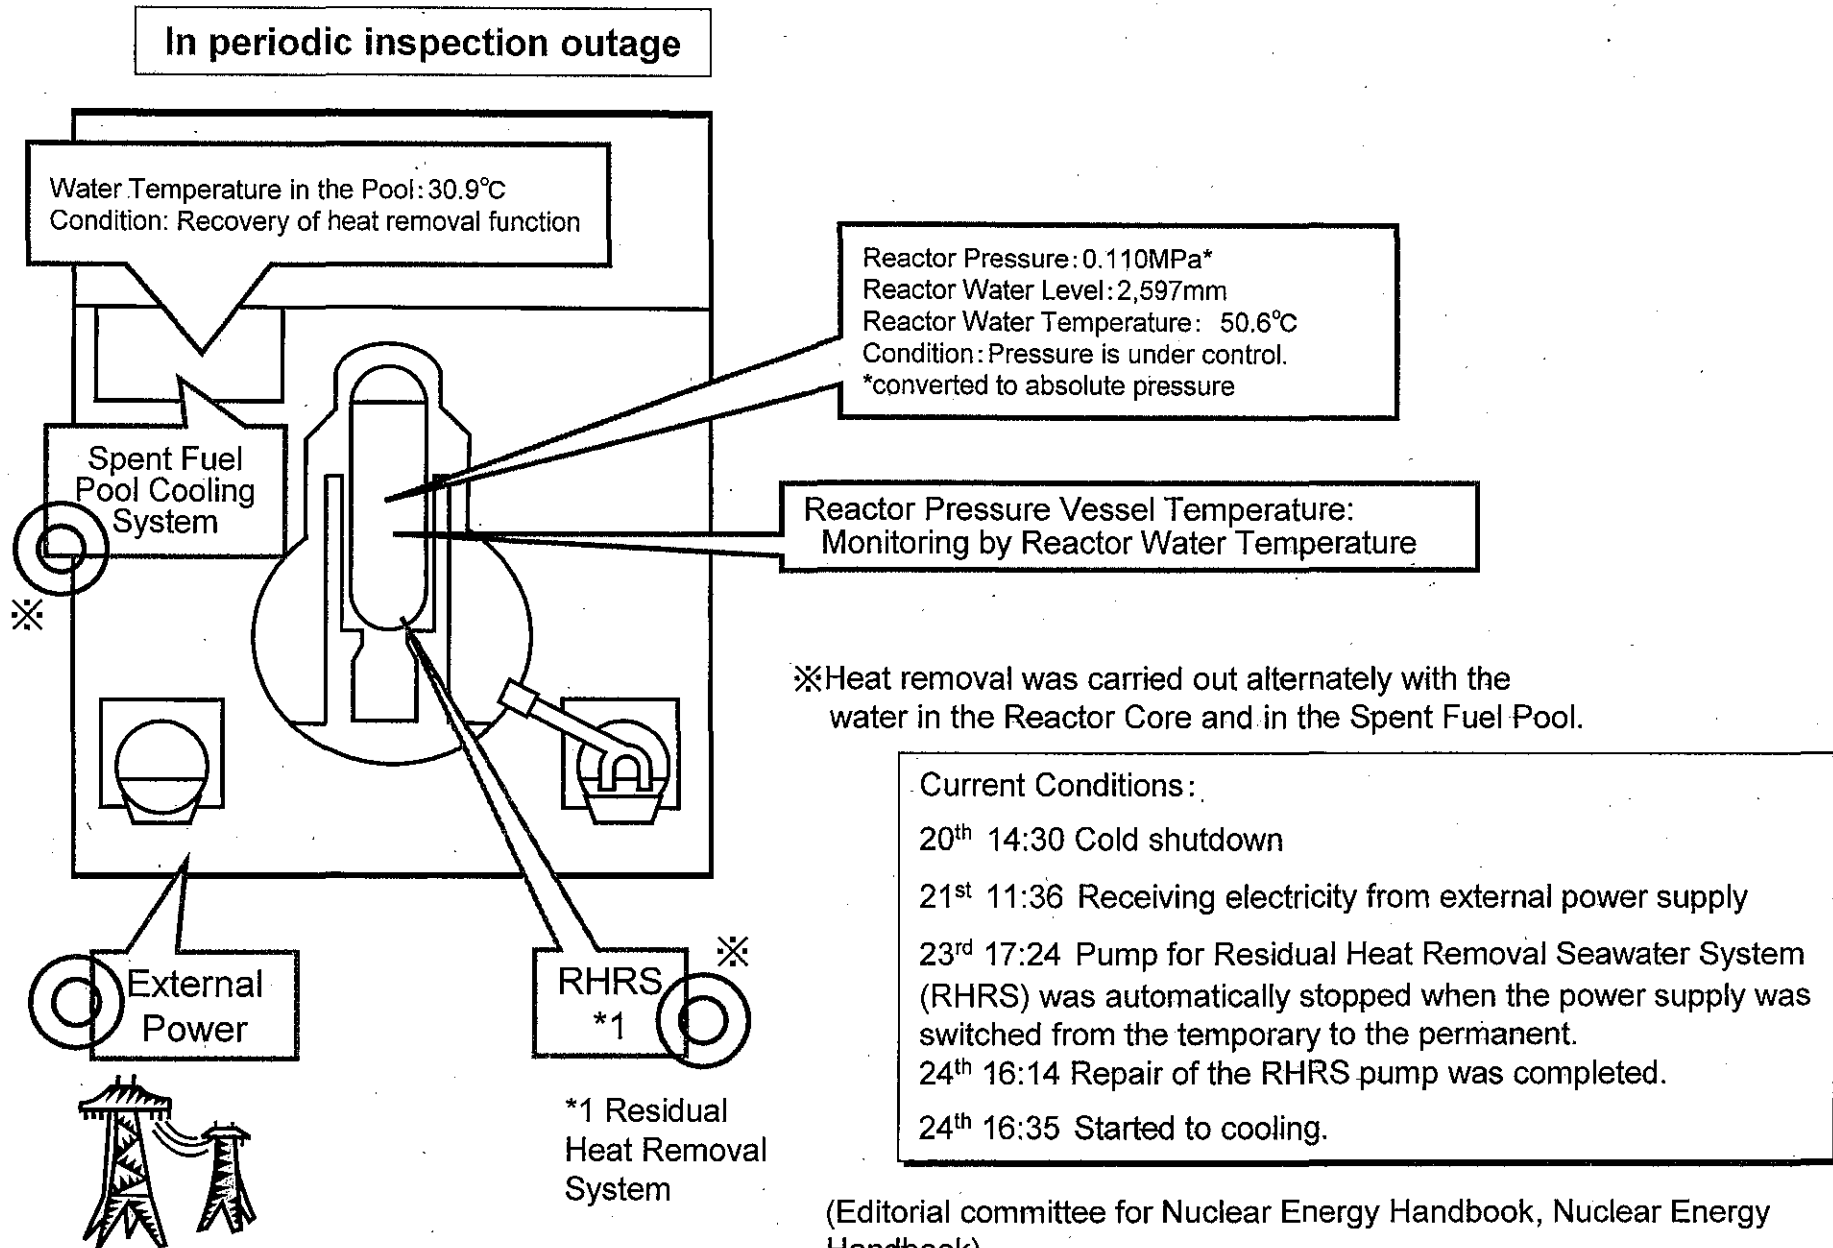 In periodic inspection outage
Water Temperature in the Pool:30.9℃
Condition: Recovery of heat removal function
Reactor Pressure:0.110MPa*
Reactor Water Level:2,597mm
Reactor Water Temperature: 50.6℃
Condition:Pressure is under control.
*converted to absolute pressure
Spent Fuel
Pool Cooling
System
※
Reactor Pressure Vessel Temperature:
Monitoring by Reactor Water Temperature
※Heat removal was carried out alternately with the
water in the Reactor Core and in the Spent Fuel Pool.
Current Conditions:
20th 14:30 Cold shutdown
21st 11:36 Receiving electricity from external power supply
23rd 17:24 Pump for Residual Heat Removal Seawater System
(RHRS) was automatically stopped when the power supply was
switched from the temporary to the permanent.
24th 16:14 Repair of the RHRS pump was completed.
24th 16:35 Started to cooling.
External
Power
RHRS
*1
※
*1 Residual
Heat Removal
System
(Editorial committee for Nuclear Energy Handbook, Nuclear Energy
Handbook)